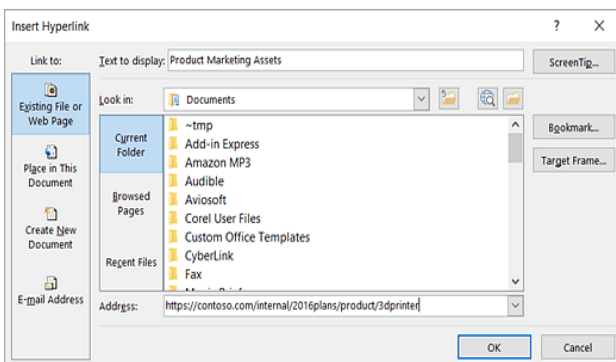 Insert Hyperlink
? X
Link to:
Text to display: Product Marketing Assets
ScreenTip...
Existing File or
Web Page
Look in: Documents
Current
Folder
Browsed
Pages
Recent Files
~tmp
Add-in Express
Amazon MP3
Audible
Aviosoft
Corel User Files
Custom Office Templates
CyberLink
Fax
Bookmark...
Target Frame...
Place in This
Document
Create New
Document
E-mail Address
Address: https://contoso.com/internal/2016plans/product/3dprinter
OK
Cancel